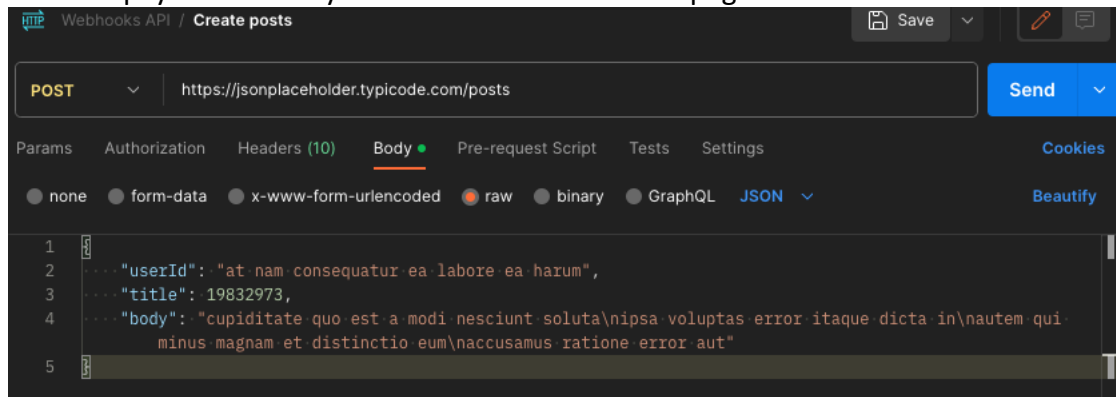 HTTP Webhooks API / Create posts Save
POST https://jsonplaceholder.typicode.com/posts Send
Params Authorization Headers (10) Body Pre-request Script Tests Settings Cookies
none form-data x-www-form-urlencoded raw binary GraphQL JSON Beautify
1 {
2 "userId": "at nam consequatur ea labore ea harum",
3 "title": 19832973,
4 "body": "cupiditate quo est a modi nesciunt soluta\nipsa voluptas error itaque dicta in\nautem qui
minus magnam et distinctio eum\naccusamus ratione error aut"
5 }